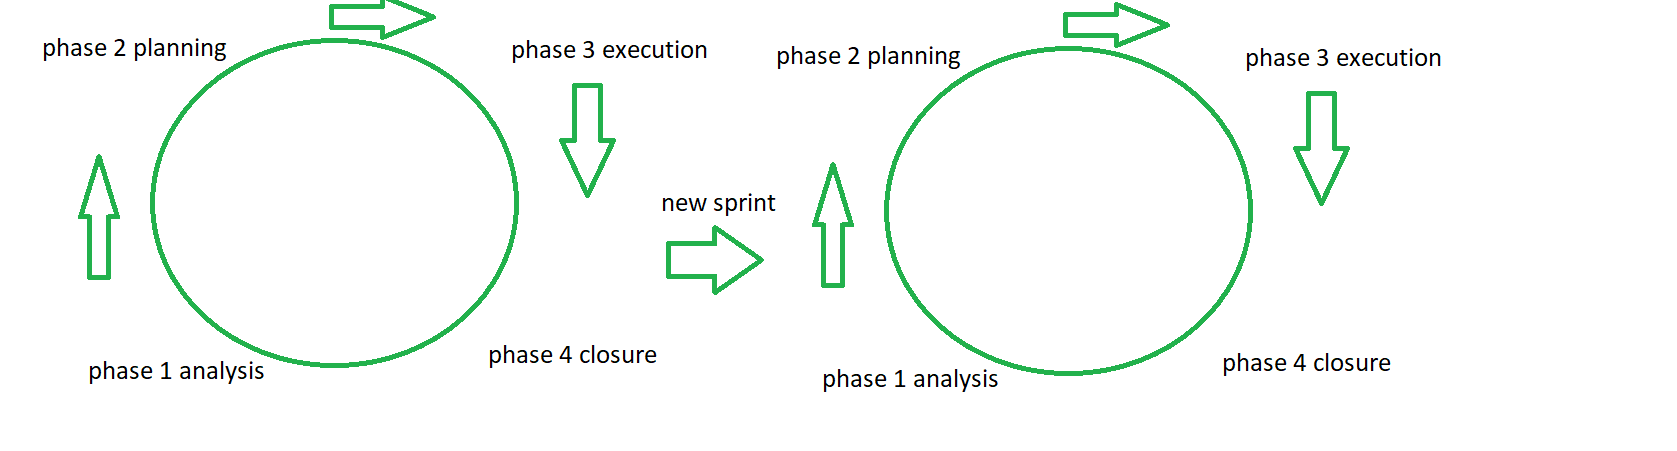 phase 2 planning
phase 3 execution
new sprint
phase 1 analysis
phase 4 closure
phase 2 planning
phase 3 execution
phase 1 analysis
phase 4 closure